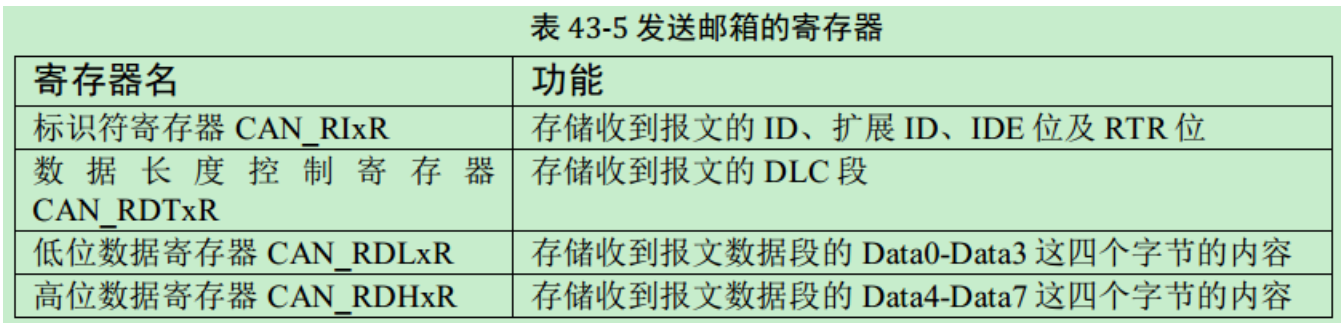 表 43-5 发送邮箱的寄存器
寄存器名 功能
标识符寄存器 CAN_RIxR 存储收到报文的 ID、扩展 ID、IDE 位及 RTR 位
数据长度控制寄存器 存储收到报文的 DLC 段
CAN_RDTxR
低位数据寄存器 CAN_RDLxR 存储收到报文数据段的 Data0-Data3 这四个字节的内容
高位数据寄存器 CAN_RDHxR 存储收到报文数据段的 Data4-Data7 这四个字节的内容